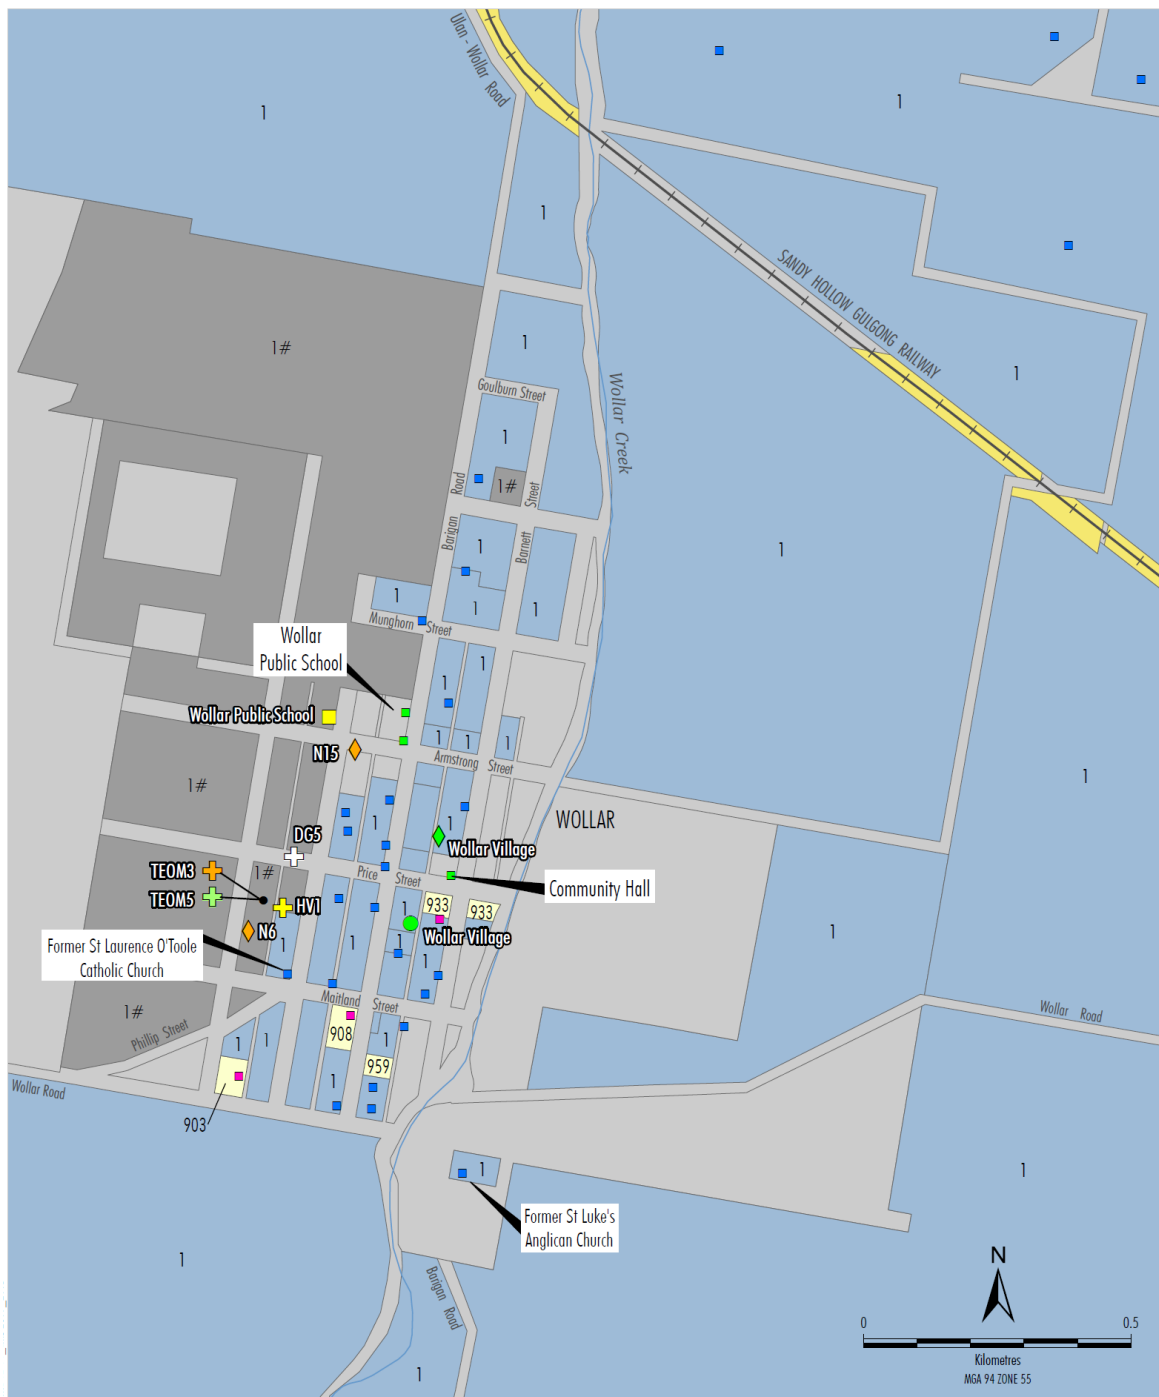 Ulan - Wollar Road
1
1
1
SANDY HOLLOW GULGONG RAILWAY
1#
1
1
Goulburn Street
Wollar Creek
1
1#
Barigan Road
Barnett Street
1
1
1
1
1
Munghorn Street
Wollar
Public School
1
1
Wollar Public School
N15
1
1
1
Armstrong Street
1
1#
1
1
WOLLAR
DG5
Wollar Village
TEOM3
1#
Price Street
Community Hall
TEOM5
HV1
933
933
1
N6
Wollar Village
1
1
1
1
1
Former St Laurence O'Toole
Catholic Church
Maitland Street
1#
Phillip Street
908
Wollar Road
1
1
1
959
1
Wollar Road
903
1
1
Former St Luke's
Anglican Church
1
Barigan Road
1
N
0
0.5
Kilometres
MGA 94 ZONE 55